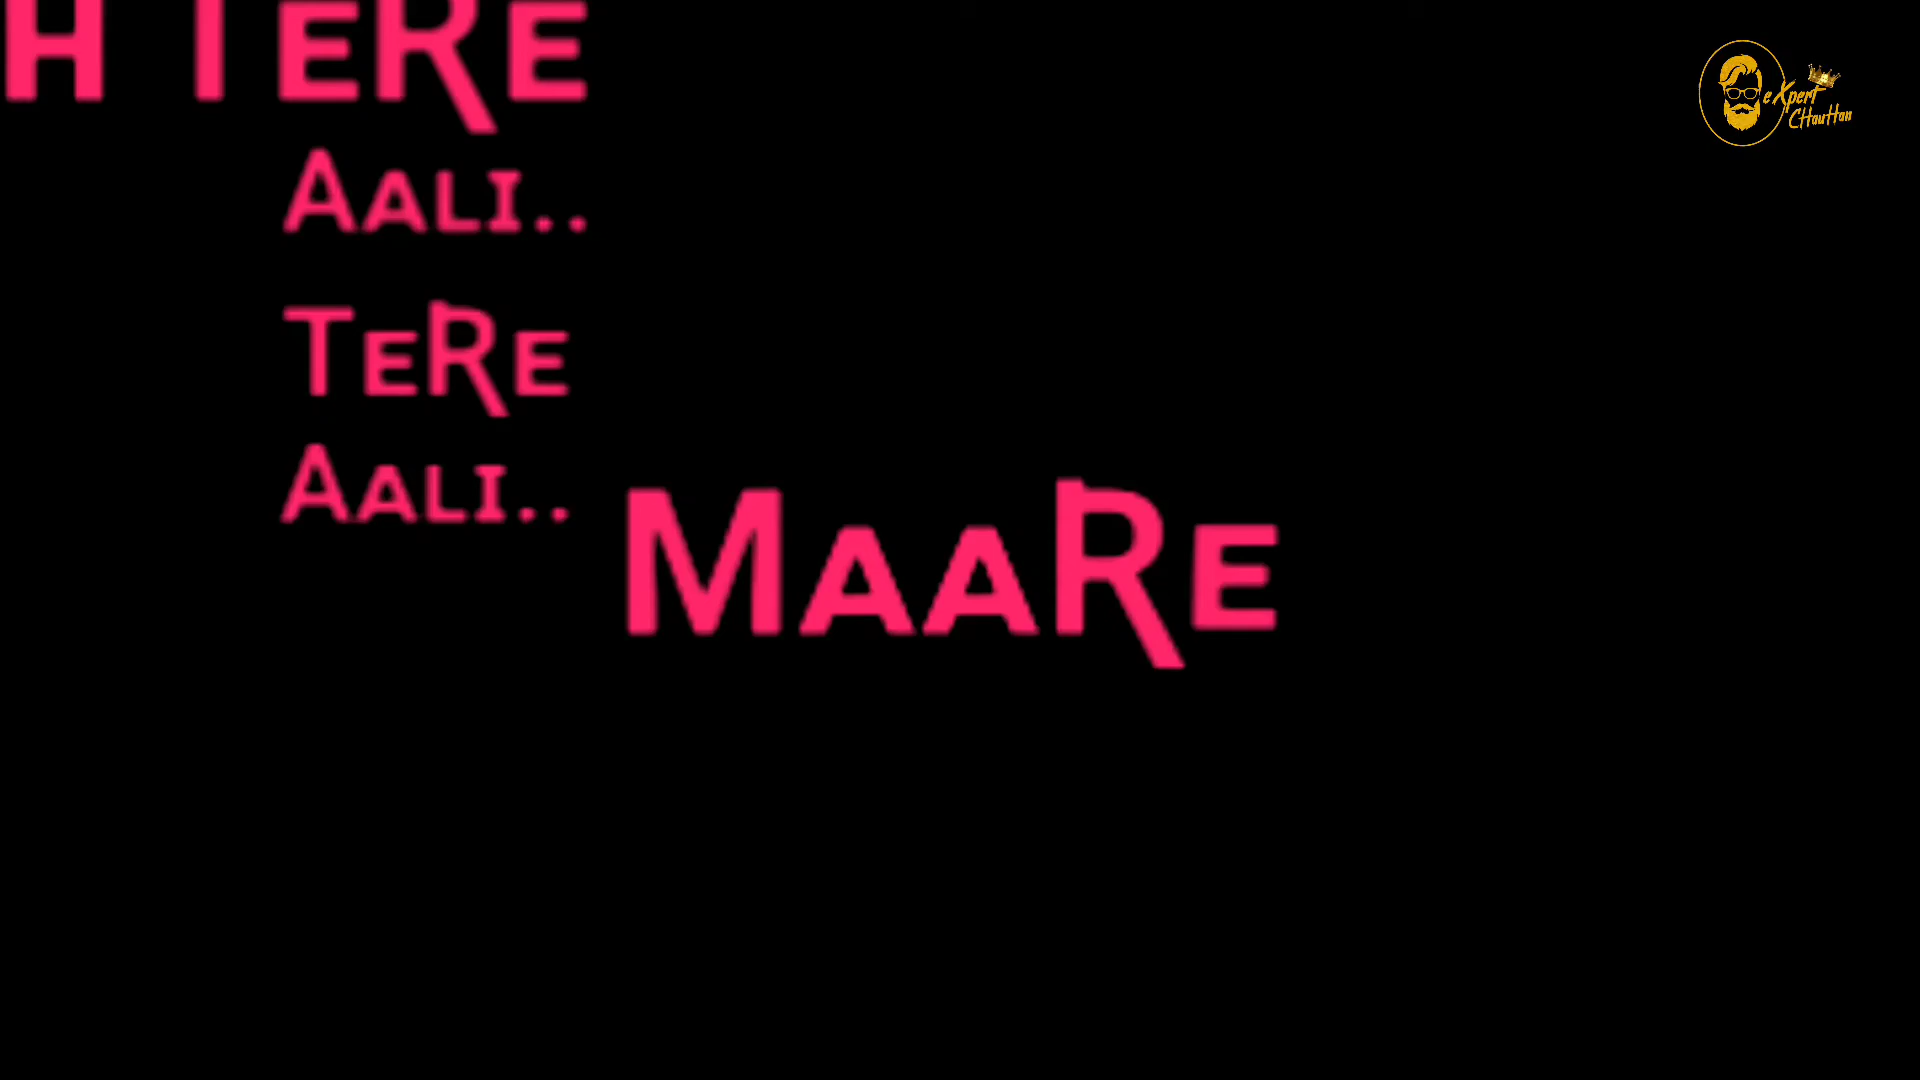 H TERE
AALI..
TERE
AALI..
MAARE
eXpert
CHauHan